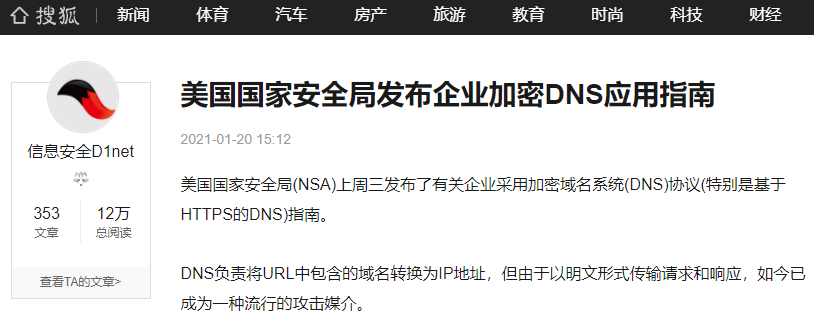 搜狐 新闻 体育 汽车 房产 旅游 教育 时尚 科技 财经
美国国家安全局发布企业加密DNS应用指南
2021-01-20 15:12
信息安全D1net
353 12万
文章 总阅读
查看TA的文章>
美国国家安全局(NSA)上周三发布了有关企业采用加密域名系统(DNS)协议(特别是基于
HTTPS的DNS)指南。
DNS负责将URL中包含的域名转换为IP地址，但由于以明文形式传输请求和响应，如今已
成为一种流行的攻击媒介。